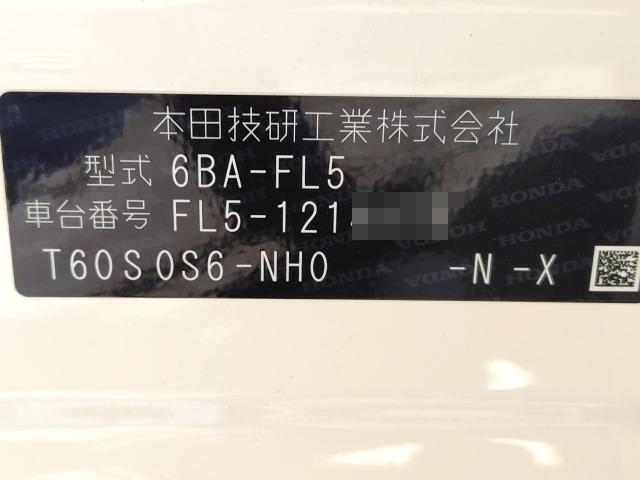 本田技研工業株式会社
型式 6BA-FL5
車台番号 FL5-121
T60S0S6-NH0 -N -X